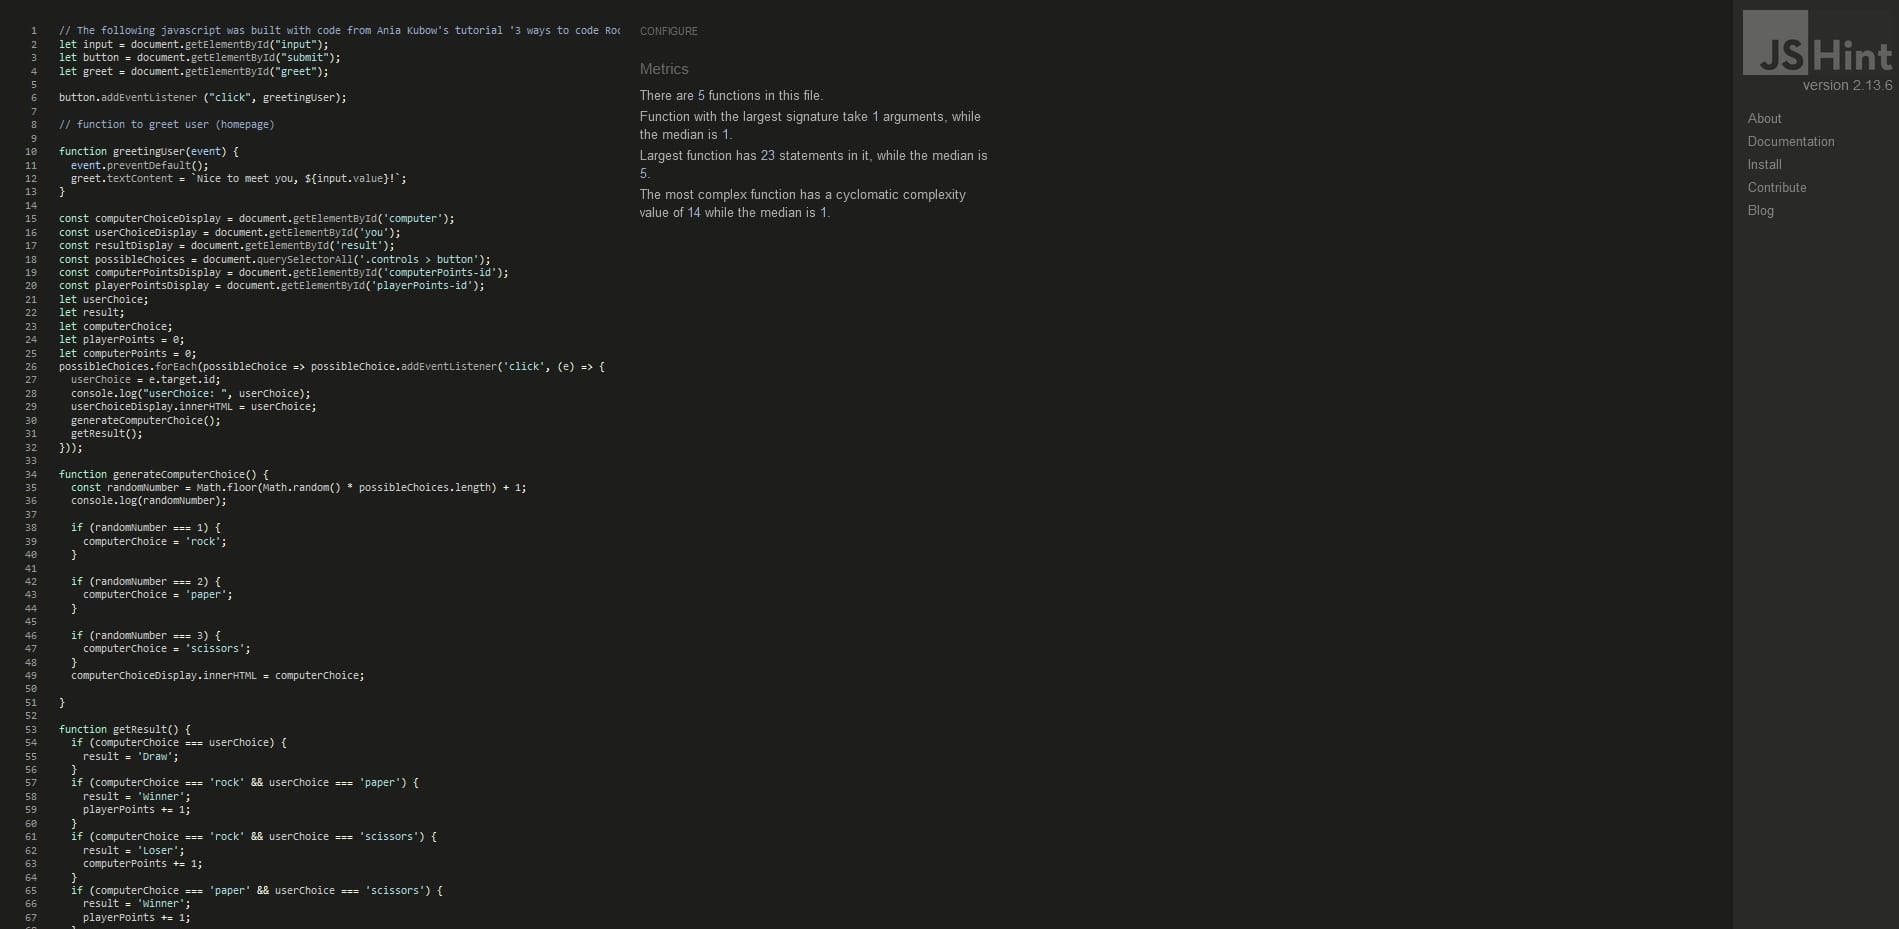 1 // The following javascript was built with code from Ania Kubow's tutorial '3 ways to code Roc
2 let input = document.getElementById("input");
3 let button = document.getElementById("submit");
4 let greet = document.getElementById("greet");
5
6 button.addEventListener ("click", greetingUser);
7
8 // function to greet user (homepage)
9
10 function greetingUser(event) {
11 event.preventDefault();
12 greet.textContent = `Nice to meet you, ${input.value}!`;
13 }
14
15 const computerChoiceDisplay = document.getElementById('computer');
16 const userChoiceDisplay = document.getElementById('you');
17 const resultDisplay = document.getElementById('result');
18 const possibleChoices = document.querySelectorAll('.controls > button');
19 const computerPointsDisplay = document.getElementById('computerPoints-id');
20 const playerPointsDisplay = document.getElementById('playerPoints-id');
21 let userChoice;
22 let result;
23 let computerChoice;
24 let playerPoints = 0;
25 let computerPoints = 0;
26 possibleChoices.forEach(possibleChoice => possibleChoice.addEventListener('click', (e) => {
27 userChoice = e.target.id;
28 console.log("userChoice: ", userChoice);
29 userChoiceDisplay.innerHTML = userChoice;
30 generateComputerChoice();
31 getResult();
32 }));
33
34 function generateComputerChoice() {
35 const randomNumber = Math.floor(Math.random() * possibleChoices.length) + 1;
36 console.log(randomNumber);
37
38 if (randomNumber === 1) {
39 computerChoice = 'rock';
40 }
41
42 if (randomNumber === 2) {
43 computerChoice = 'paper';
44 }
45
46 if (randomNumber === 3) {
47 computerChoice = 'scissors';
48 }
49 computerChoiceDisplay.innerHTML = computerChoice;
50
51 }
52
53 function getResult() {
54 if (computerChoice === userChoice) {
55 result = 'Draw';
56 }
57 if (computerChoice === 'rock' && userChoice === 'paper') {
58 result = 'Winner';
59 playerPoints += 1;
60 }
61 if (computerChoice === 'rock' && userChoice === 'scissors') {
62 result = 'Loser';
63 computerPoints += 1;
64 }
65 if (computerChoice === 'paper' && userChoice === 'scissors') {
66 result = 'Winner';
67 playerPoints += 1;
CONFIGURE
Metrics
There are 5 functions in this file.
Function with the largest signature take 1 arguments, while
the median is 1.
Largest function has 23 statements in it, while the median is
5.
The most complex function has a cyclomatic complexity
value of 14 while the median is 1.
JSHint
version 2.13.6
About
Documentation
Install
Contribute
Blog